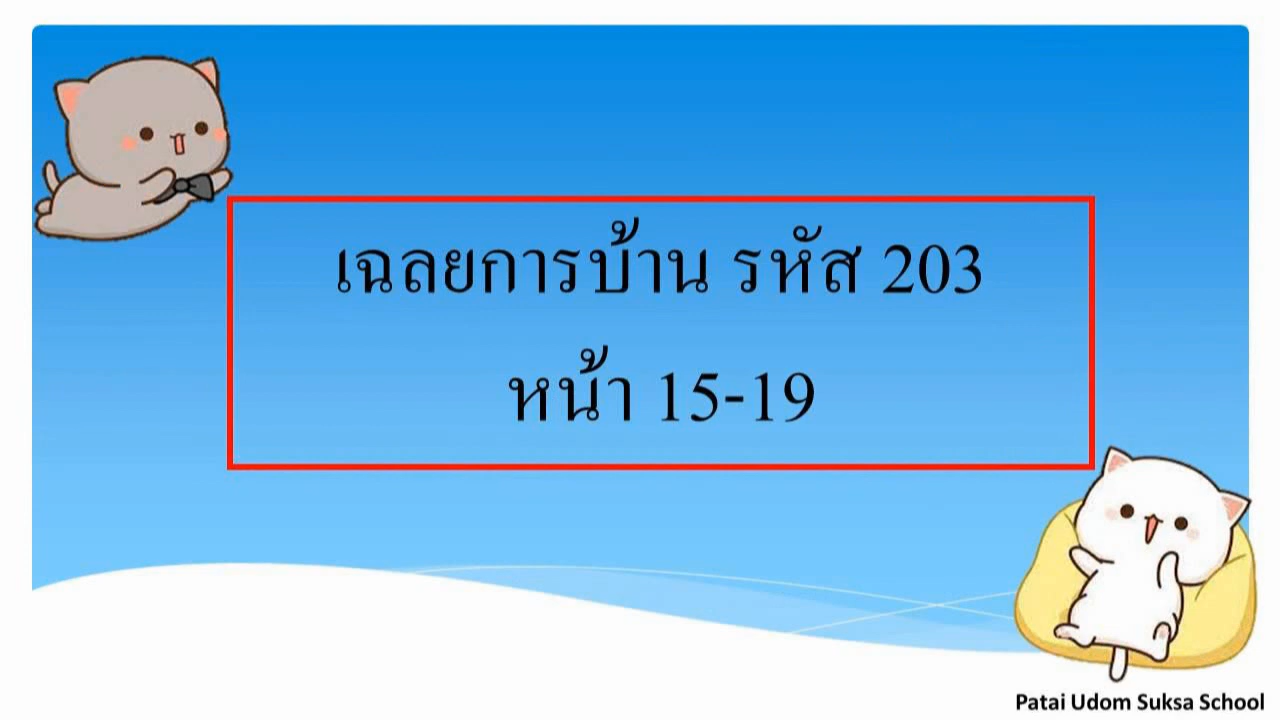 เฉลยการบ้าน รหัส 203
หน้า 15-19
Patai Udom Suksa School